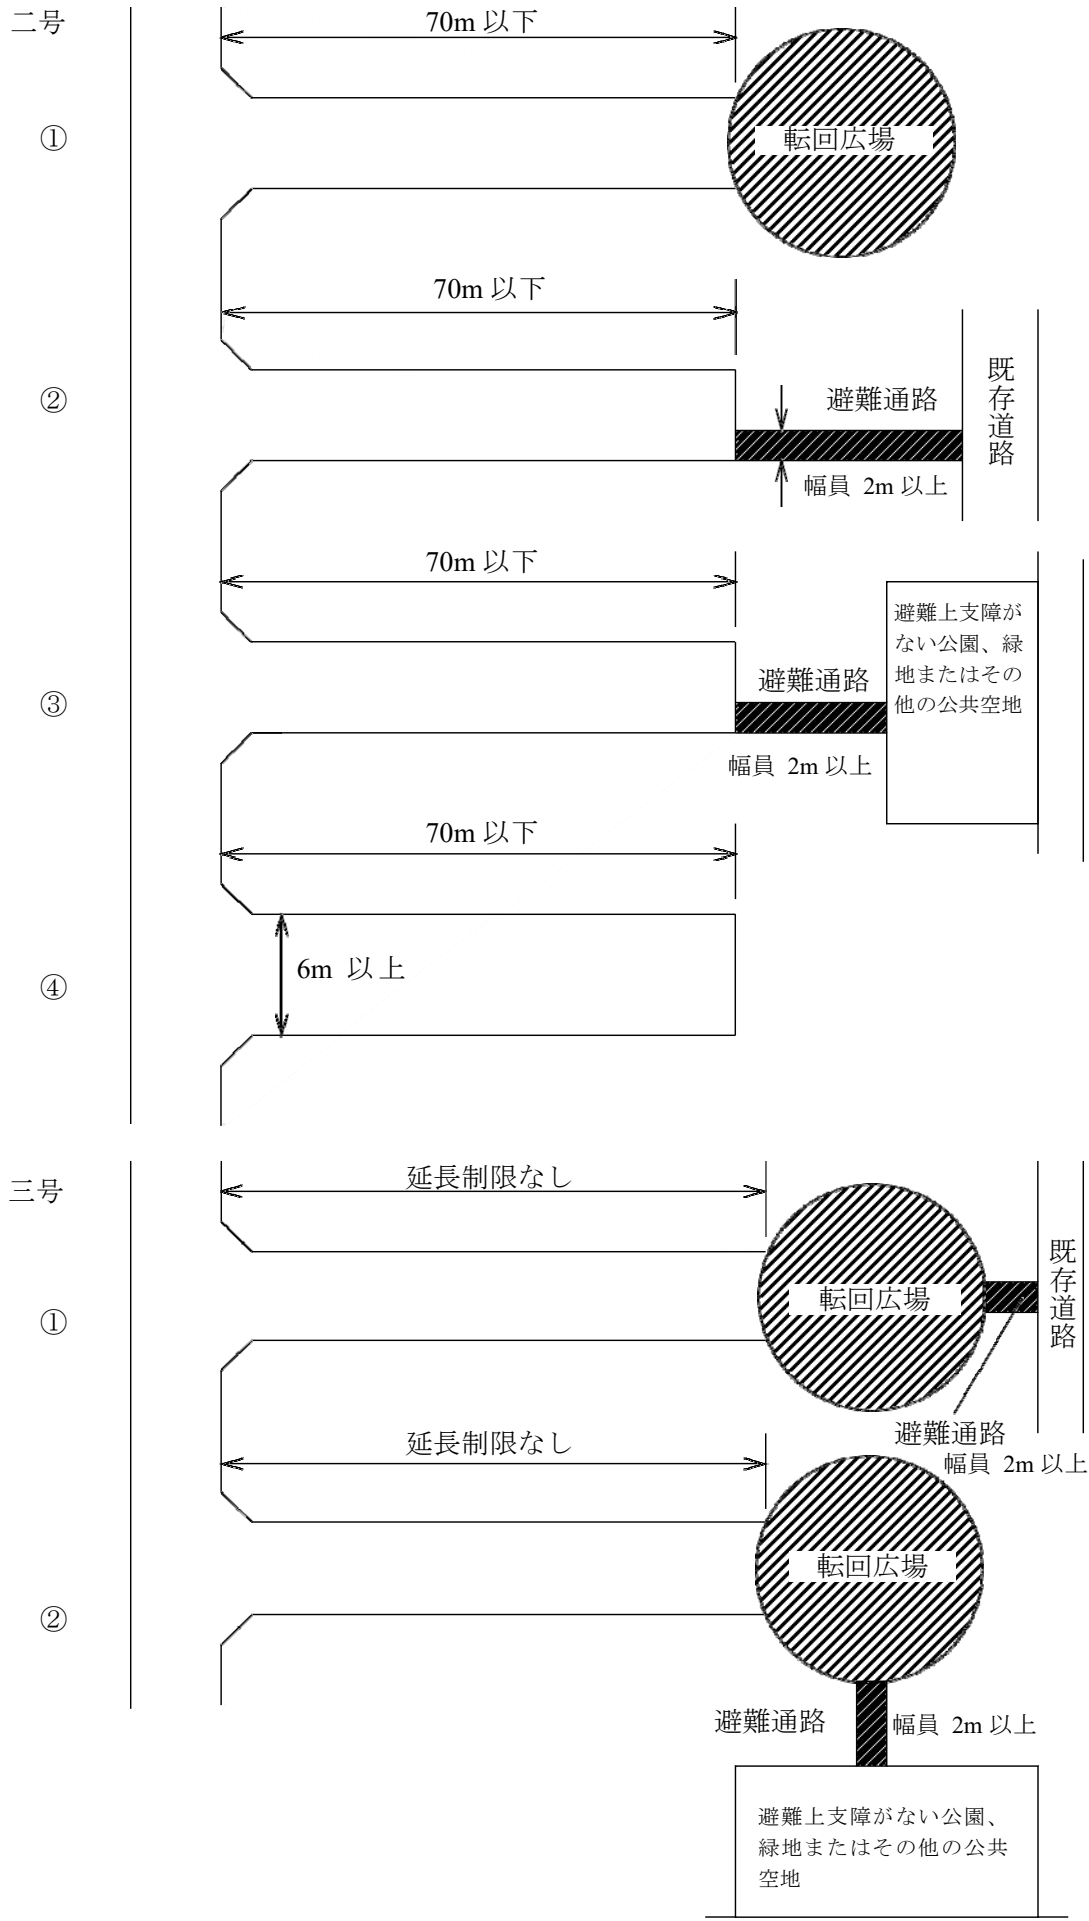 二号
70m 以下
①
転回広場
70m 以下
②
避難通路
既存道路
幅員 2m 以上
70m 以下
③
避難通路
幅員 2m 以上
避難上支障が
ない公園、緑
地またはその
他の公共空地
70m 以下
④
6m 以上
三号
延長制限なし
①
転回広場
既存道路
避難通路
幅員 2m 以上
延長制限なし
②
転回広場
避難通路
幅員 2m 以上
避難上支障がない公園、
緑地またはその他の公共
空地